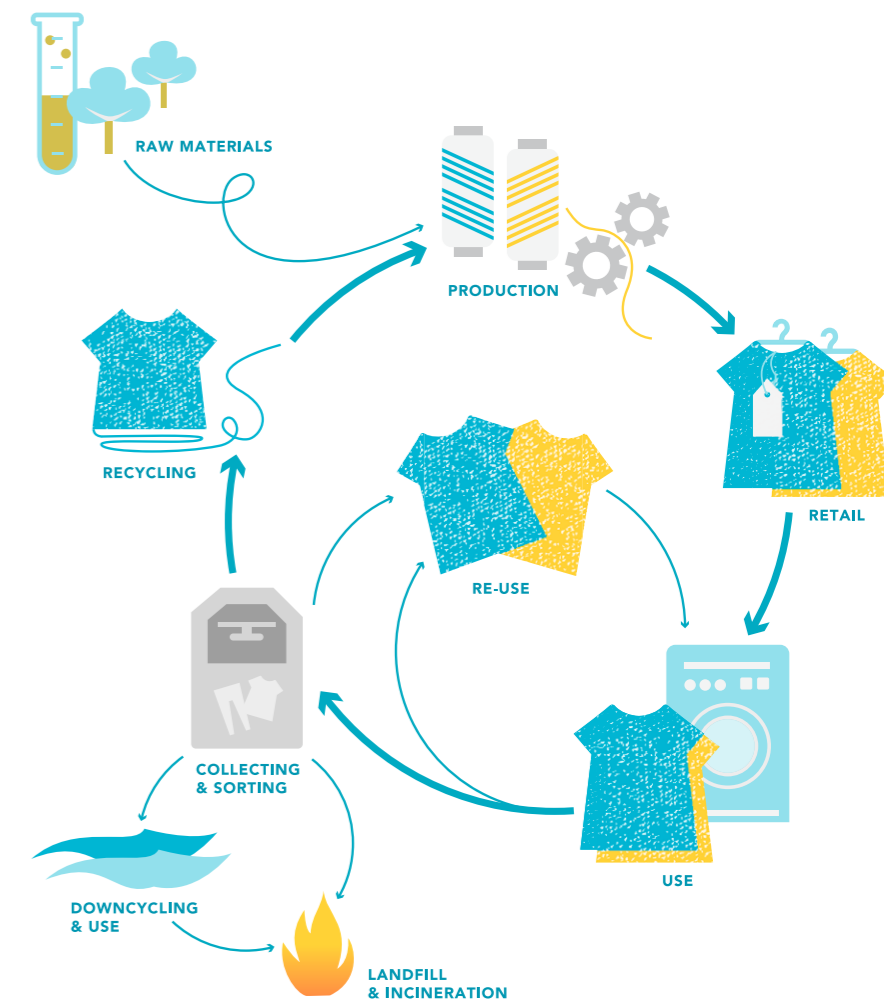 RAW MATERIALS
PRODUCTION
RECYCLING
RETAIL
RE-USE
COLLECTING
& SORTING
USE
DOWNCYCLING
& USE
LANDFILL
& INCINERATION